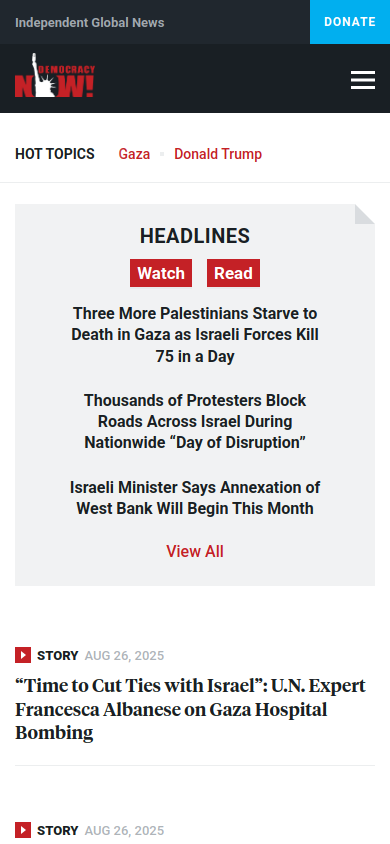 Independent Global News
DONATE
DEMOCRACY
NOW!
HOT TOPICS
Gaza
Donald Trump
HEADLINES
Watch
Read
Three More Palestinians Starve to
Death in Gaza as Israeli Forces Kill
75 in a Day
Thousands of Protesters Block
Roads Across Israel During
Nationwide “Day of Disruption”
Israeli Minister Says Annexation of
West Bank Will Begin This Month
View All
STORY AUG 26, 2025
“Time to Cut Ties with Israel”: U.N. Expert
Francesca Albanese on Gaza Hospital
Bombing
STORY AUG 26, 2025